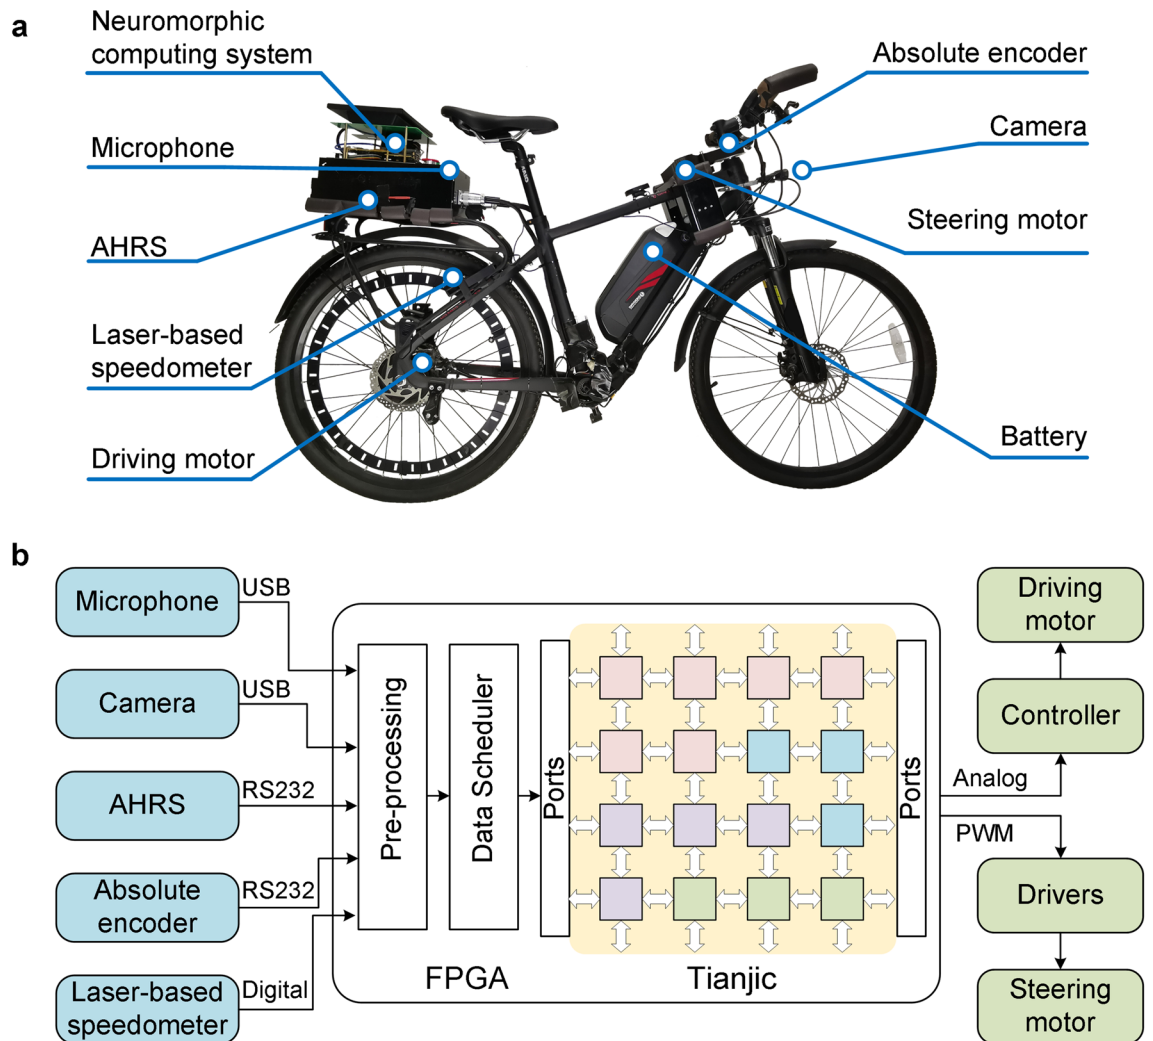 a
Neuromorphic
computing system
Microphone
AHRS
Laser-based
speedometer
Driving motor
Absolute encoder
Camera
Steering motor
Battery
b
Microphone
USB
Camera
USB
AHRS
RS232
Absolute
encoder
RS232
Laser-based
speedometer
Digital
Pre-processing
Data Scheduler
Ports
Ports
FPGA
Tianjic
Driving
motor
Controller
Analog
PWM
Drivers
Steering
motor